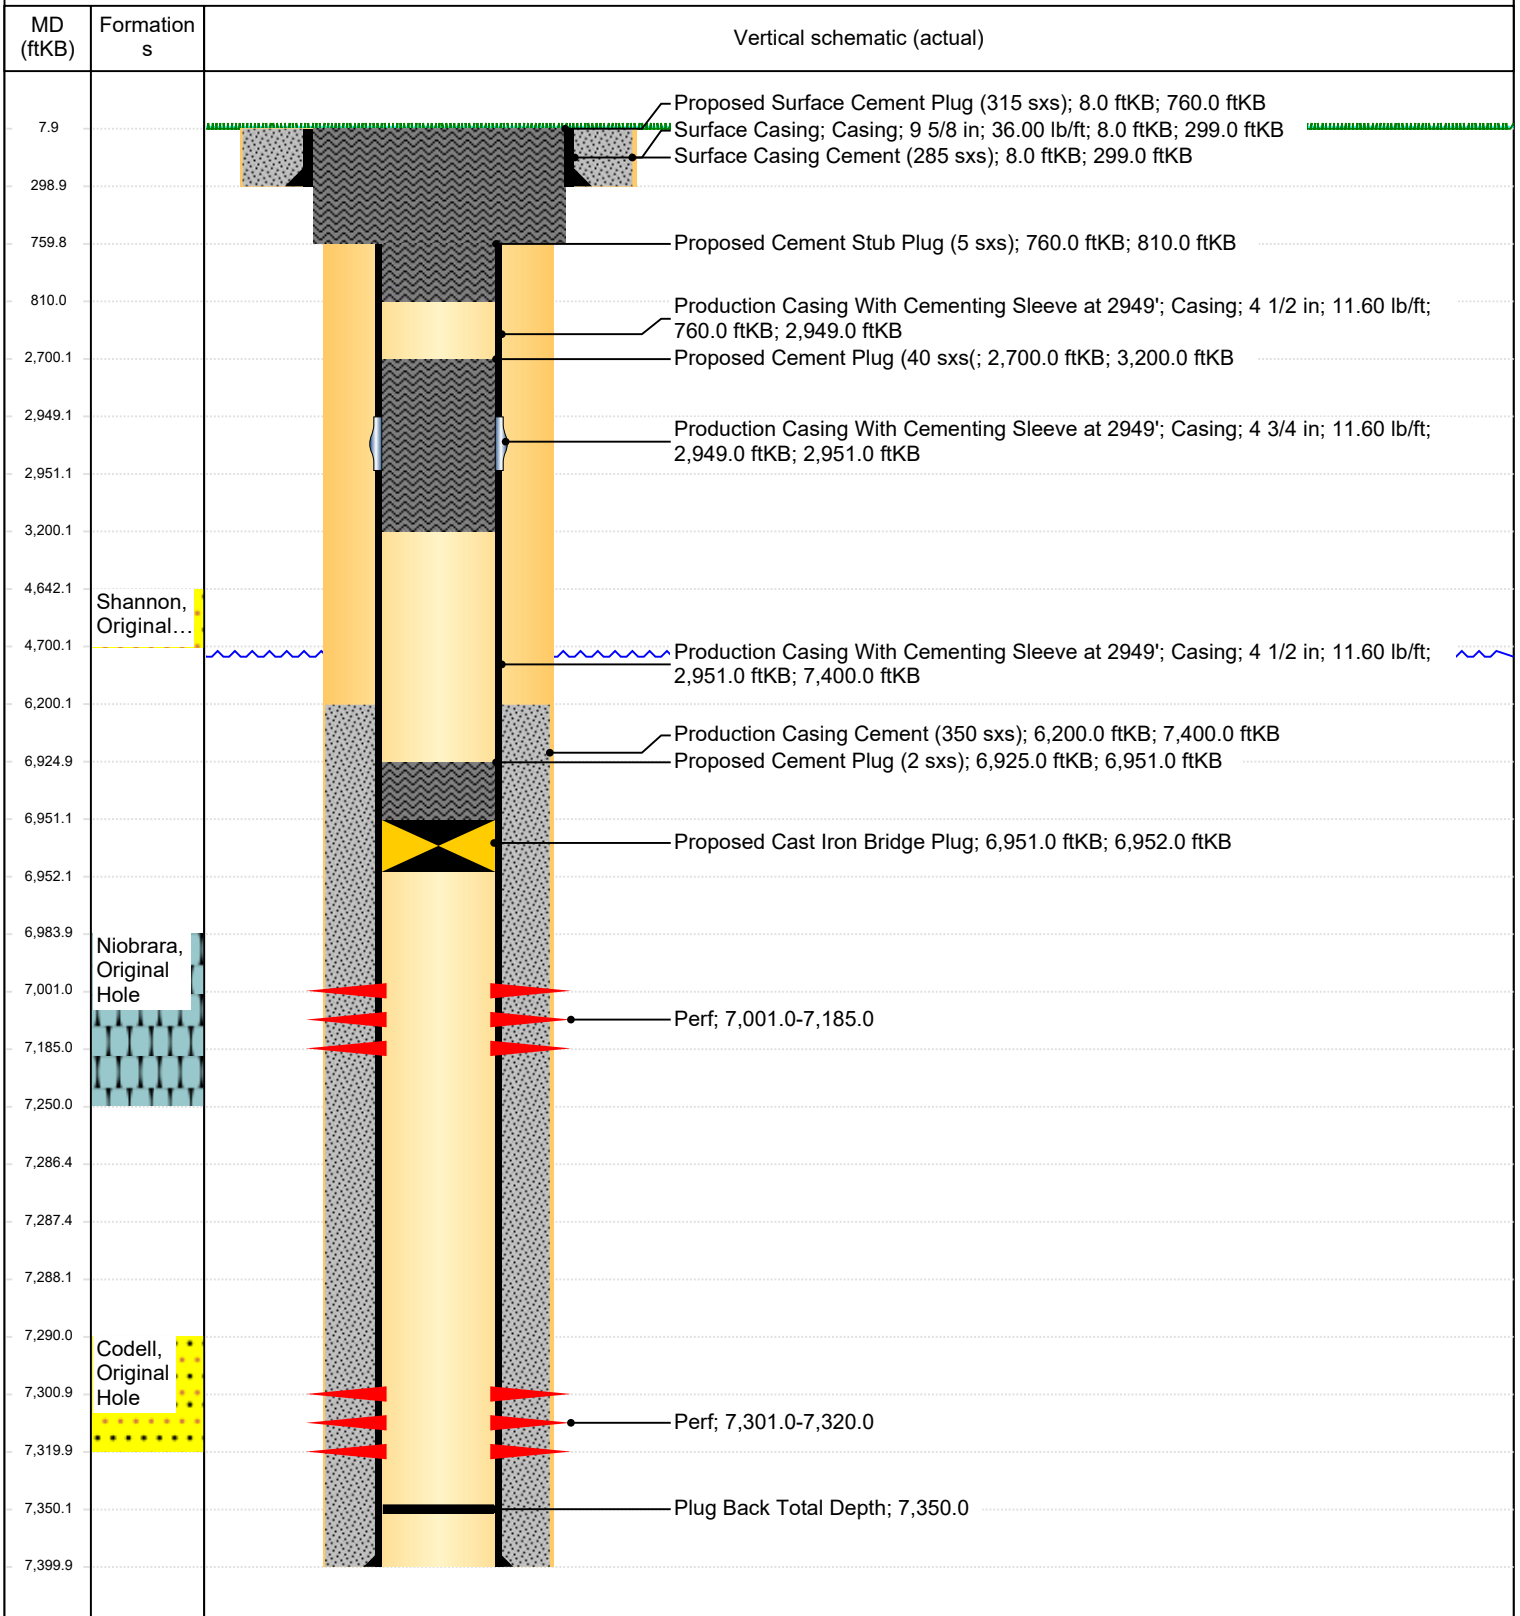 MD
(ftKB)
Formation
s
Vertical schematic (actual)
7.9
298.9
759.8
810.0
2,700.1
2,949.1
2,951.1
3,200.1
4,642.1
4,700.1
6,200.1
6,924.9
6,951.1
6,952.1
6,983.9
7,001.0
7,185.0
7,250.0
7,286.4
7,287.4
7,288.1
7,290.0
7,300.9
7,319.9
7,350.1
7,399.9
Shannon,
Original…
Niobrara,
Original
Hole
Codell,
Original
Hole
Proposed Surface Cement Plug (315 sxs); 8.0 ftKB; 760.0 ftKB
Surface Casing; Casing; 9 5/8 in; 36.00 lb/ft; 8.0 ftKB; 299.0 ftKB
Surface Casing Cement (285 sxs); 8.0 ftKB; 299.0 ftKB
Proposed Cement Stub Plug (5 sxs); 760.0 ftKB; 810.0 ftKB
Production Casing With Cementing Sleeve at 2949'; Casing; 4 1/2 in; 11.60 lb/ft;
760.0 ftKB; 2,949.0 ftKB
Proposed Cement Plug (40 sxs(; 2,700.0 ftKB; 3,200.0 ftKB
Production Casing With Cementing Sleeve at 2949'; Casing; 4 3/4 in; 11.60 lb/ft;
2,949.0 ftKB; 2,951.0 ftKB
Production Casing With Cementing Sleeve at 2949'; Casing; 4 1/2 in; 11.60 lb/ft;
2,951.0 ftKB; 7,400.0 ftKB
Production Casing Cement (350 sxs); 6,200.0 ftKB; 7,400.0 ftKB
Proposed Cement Plug (2 sxs); 6,925.0 ftKB; 6,951.0 ftKB
Proposed Cast Iron Bridge Plug; 6,951.0 ftKB; 6,952.0 ftKB
Perf; 7,001.0-7,185.0
Perf; 7,301.0-7,320.0
Plug Back Total Depth; 7,350.0